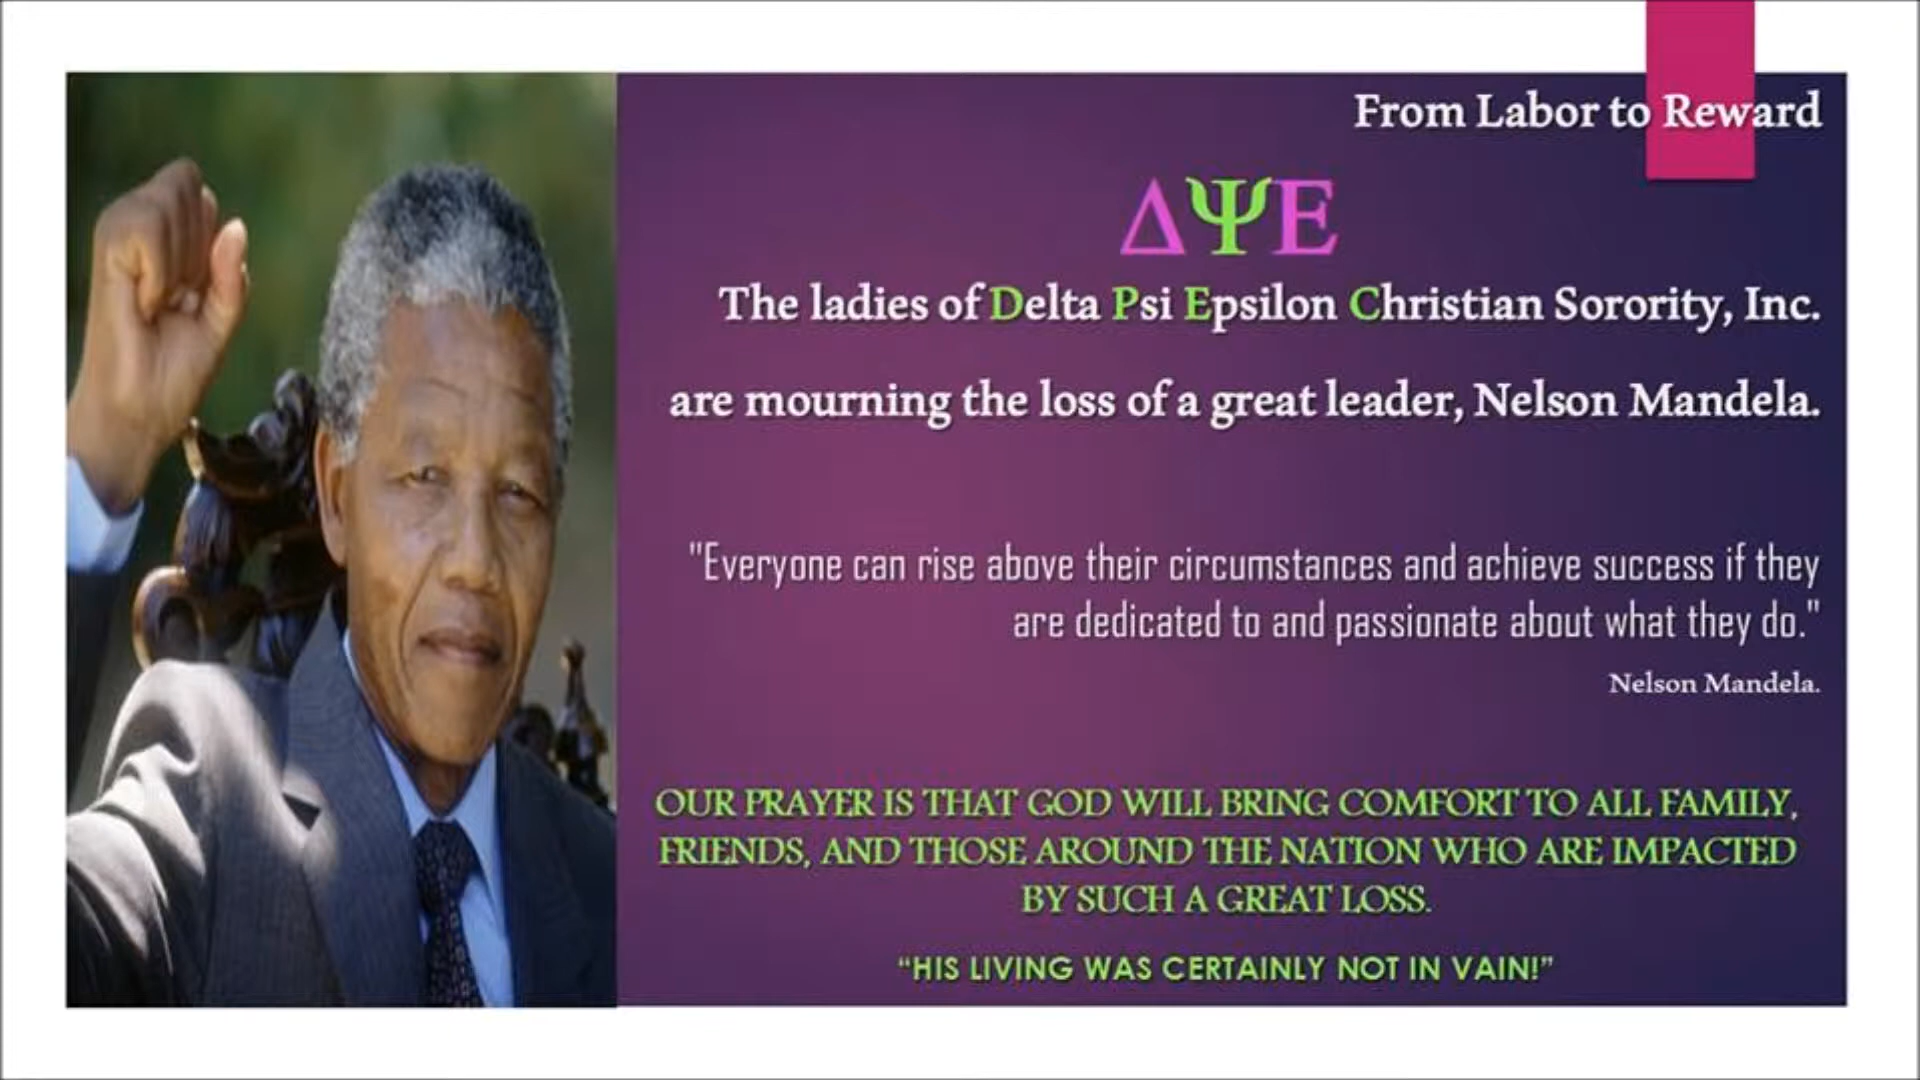 From Labor to Reward
ΔΨΕ
The ladies of Delta Psi Epsilon Christian Sorority, Inc.
are mourning the loss of a great leader, Nelson Mandela.
"Everyone can rise above their circumstances and achieve success if they
are dedicated to and passionate about what they do."
Nelson Mandela.
OUR PRAYER IS THAT GOD WILL BRING COMFORT TO ALL FAMILY,
FRIENDS, AND THOSE AROUND THE NATION WHO ARE IMPACTED
BY SUCH A GREAT LOSS.
“HIS LIVING WAS CERTAINLY NOT IN VAIN!”